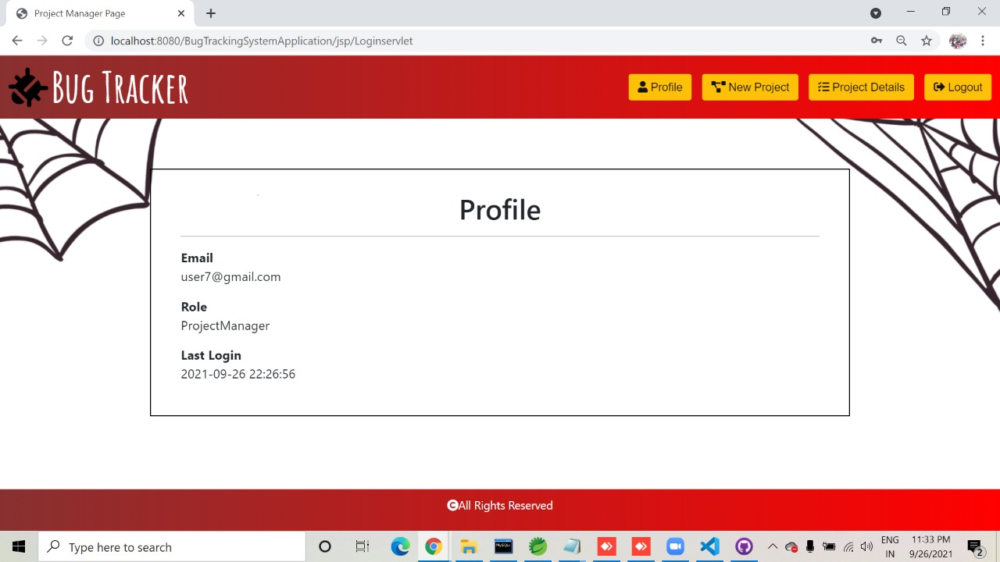 Project Manager Page
localhost:8080/BugTrackingSystemApplication/jsp/Loginservlet
Bug Tracker
Profile
New Project
Project Details
Logout
Profile
Email
user7@gmail.com
Role
ProjectManager
Last Login
2021-09-26 22:26:56
©All Rights Reserved
Type here to search
ENG
IN
11:33 PM
9/26/2021
2